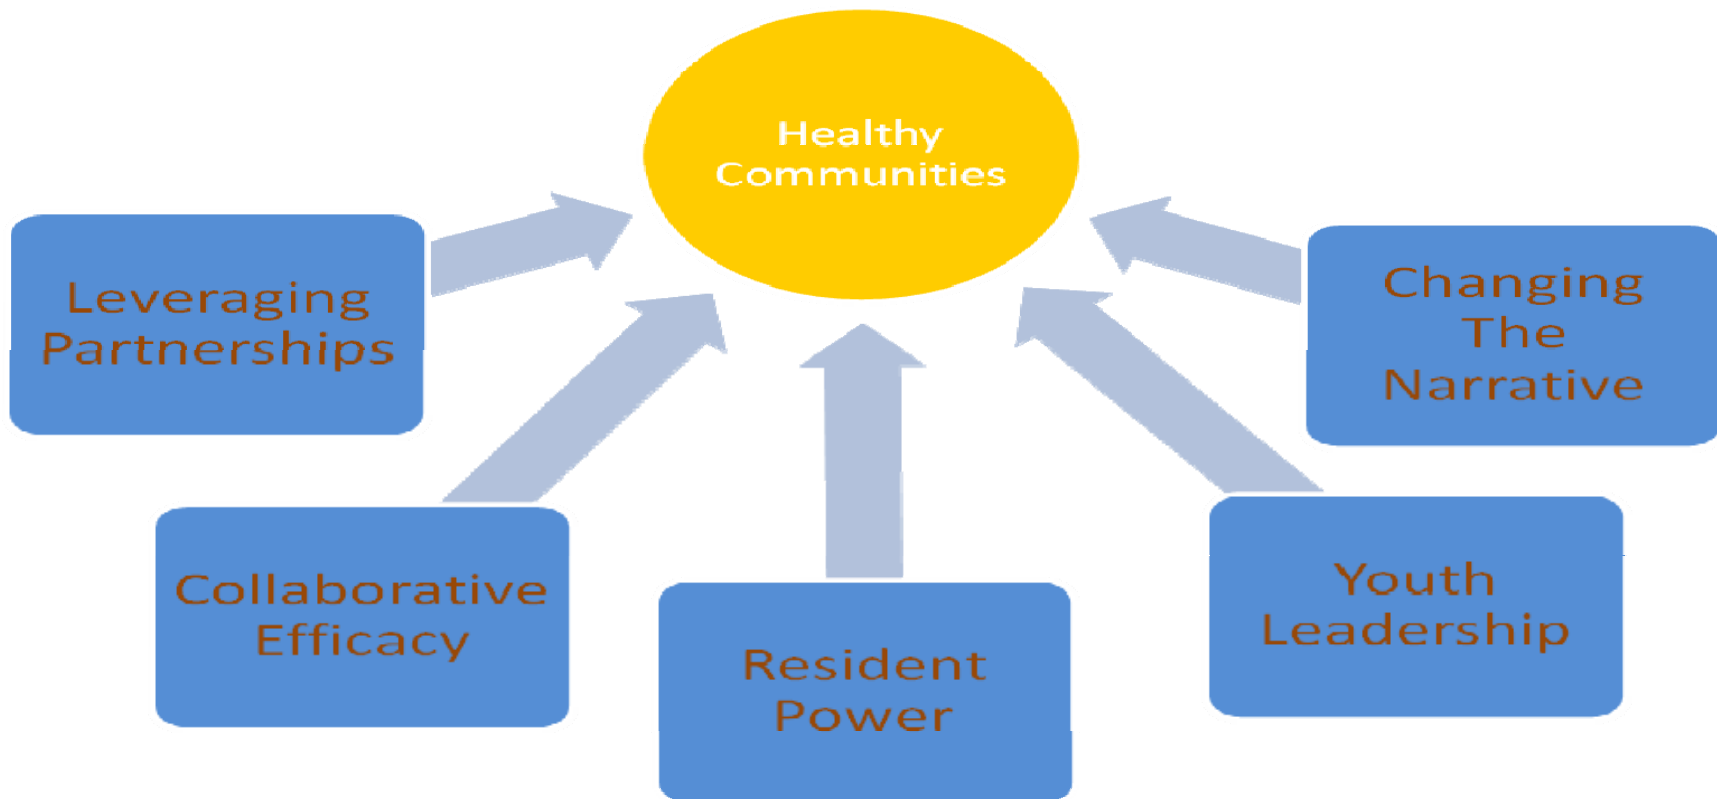 Healthy
Communities
Leveraging
Partnerships
Changing
The
Narrative
Collaborative
Efficacy
Youth
Leadership
Resident
Power